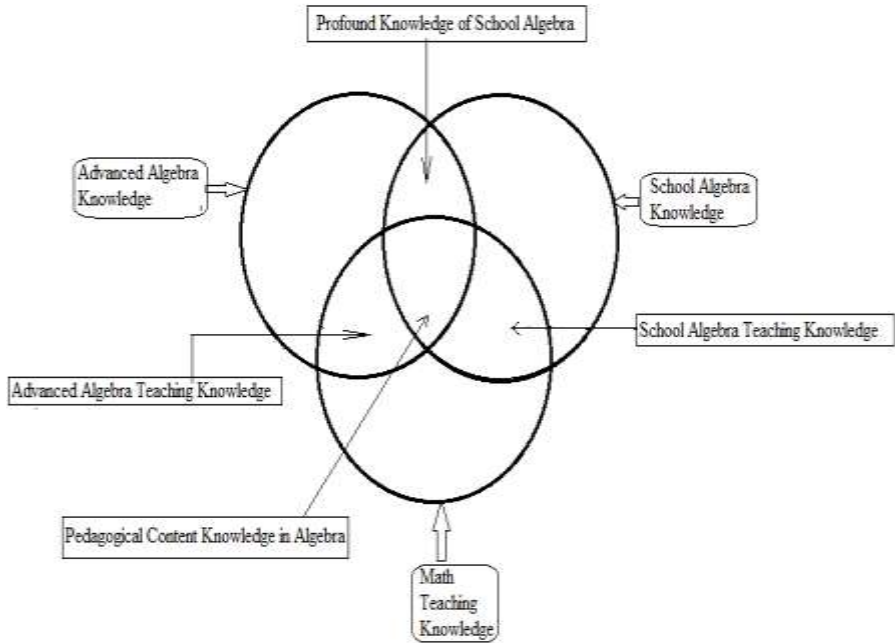 Profound Knowledge of School Algebra
Advanced Algebra
Knowledge
School Algebra
Knowledge
School Algebra Teaching Knowledge
Advanced Algebra Teaching Knowledge
Pedagogical Content Knowledge in Algebra
Math
Teaching
Knowledge